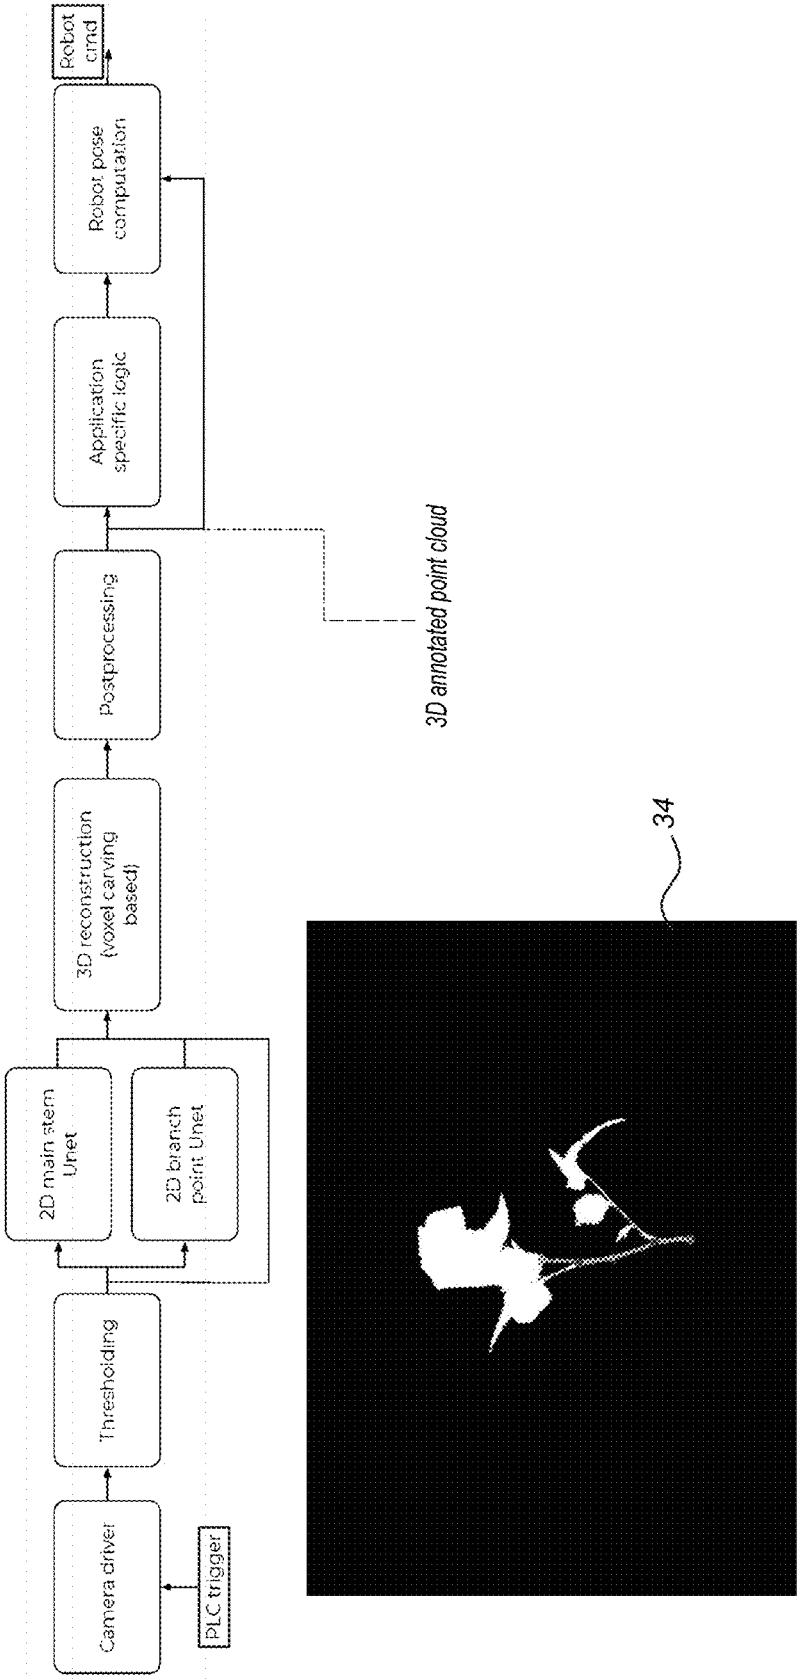 PLC trigger
Camera driver
Thresholding
2D main stem
Unet
2D branch
point Unet
3D reconstruction
(voxel carving
based)
Postprocessing
Application
specific logic
Robot pose
computation
Robot
cmd
3D annotated point cloud
34